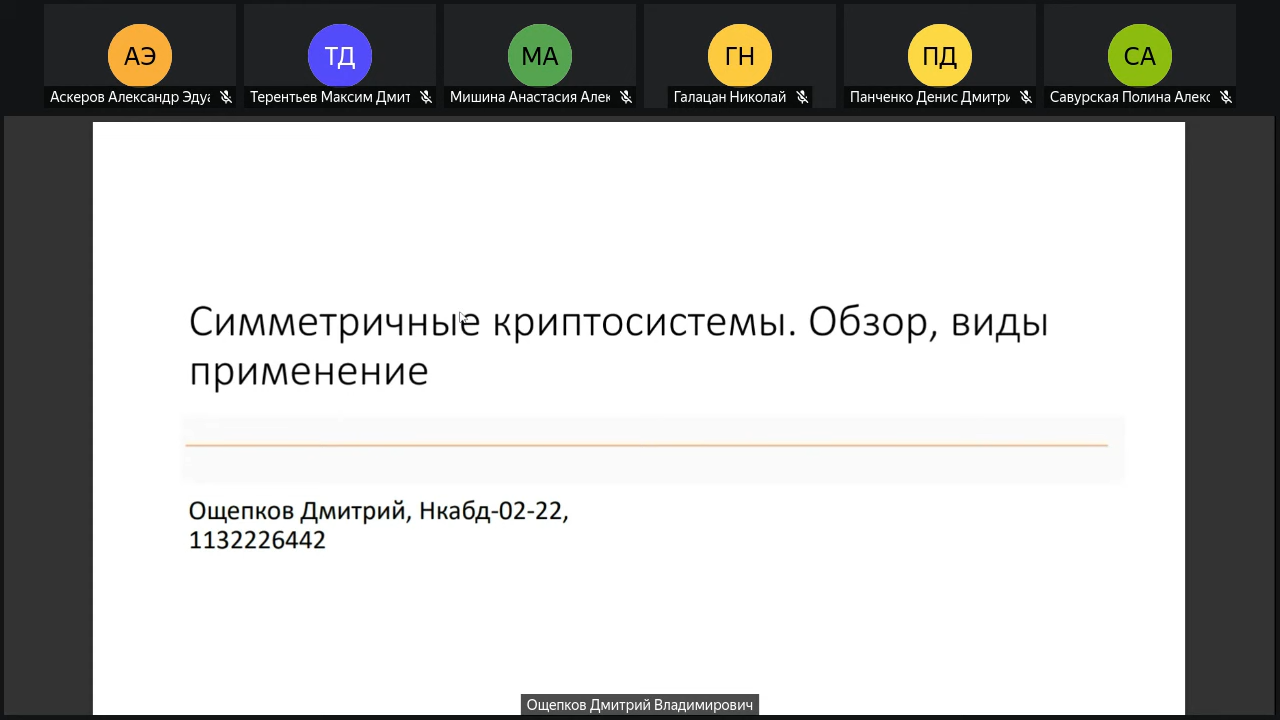 АЭ
ТД
МА
ГН
ПД
СА
Аскеров Александр Эдуа
Терентьев Максим Дмит
Мишина Анастасия Алек
Галацан Николай
Панченко Денис Дмитри
Савурская Полина Алекс
Симметричные криптосистемы. Обзор, виды
применение
Ощепков Дмитрий, Нкабд-02-22,
1132226442
Ощепков Дмитрий Владимирович